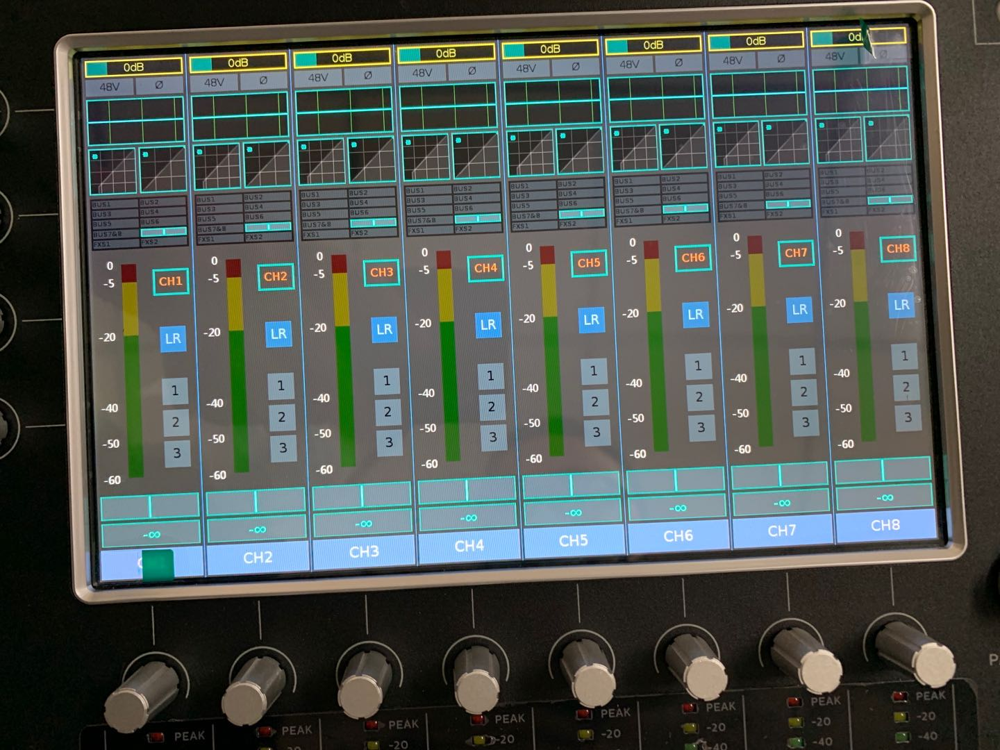 0dB 0dB 0dB 0dB 0dB 0dB 0dB 0dB
48V Ø 48V Ø 48V Ø 48V Ø 48V Ø 48V Ø 48V Ø 48V Ø
BUS1 BUS2 BUS1 BUS2 BUS1 BUS2 BUS1 BUS2 BUS1 BUS2 BUS1 BUS2 BUS1 BUS2 BUS1 BUS2
BUS3 BUS4 BUS3 BUS4 BUS3 BUS4 BUS3 BUS4 BUS3 BUS4 BUS3 BUS4 BUS3 BUS4 BUS3 BUS4
BUS5 BUS6 BUS5 BUS6 BUS5 BUS6 BUS5 BUS6 BUS5 BUS6 BUS5 BUS6 BUS5 BUS6 BUS5 BUS6
BUS7&8 BUS7&8 BUS7&8 BUS7&8 BUS7&8 BUS7&8 BUS7&8 BUS7&8
FXS1 FXS2 FXS1 FXS2 FXS1 FXS2 FXS1 FXS2 FXS1 FXS2 FXS1 FXS2 FXS1 FXS2 FXS1 FXS2
0 0 0 0 0 0 0 0
-5 CH1 -5 CH2 -5 CH3 -5 CH4 -5 CH5 -5 CH6 -5 CH7 -5 CH8
-20 LR -20 LR -20 LR -20 LR -20 LR -20 LR -20 LR -20 LR
1 1 1 1 1 1 1 1
-40 2 -40 2 -40 2 -40 2 -40 2 -40 2 -40 2 -40 2
-50 3 -50 3 -50 3 -50 3 -50 3 -50 3 -50 3 -50 3
-60 -60 -60 -60 -60 -60 -60 -60
-∞ -∞ -∞ -∞ -∞ -∞ -∞ -∞
CH2 CH3 CH4 CH5 CH6 CH7 CH8
PEAK PEAK PEAK PEAK PEAK PEAK PEAK
-20 -20 -20 -20 -20 -20
-40 -40 -40